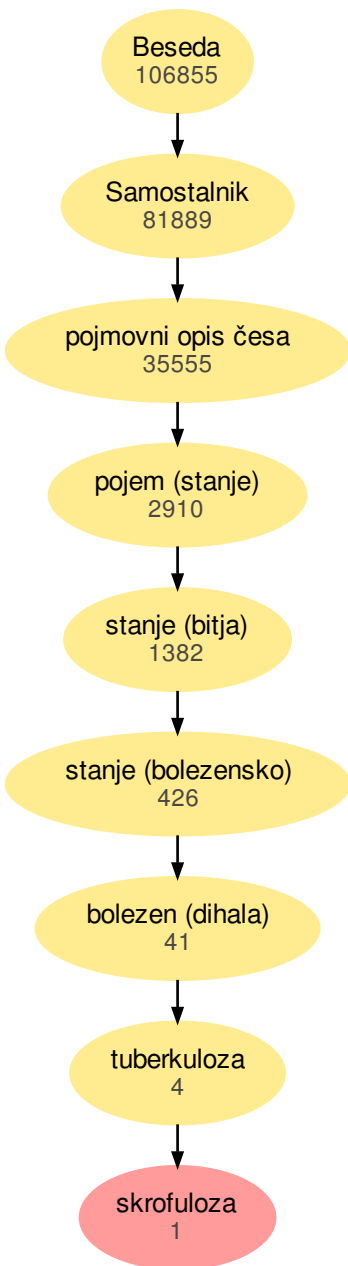 Beseda
106855
Samostalnik
81889
pojmovni opis česa
35555
pojem (stanje)
2910
stanje (bitja)
1382
stanje (bolezensko)
426
bolezen (dihala)
41
tuberkuloza
4
skrofuloza
1